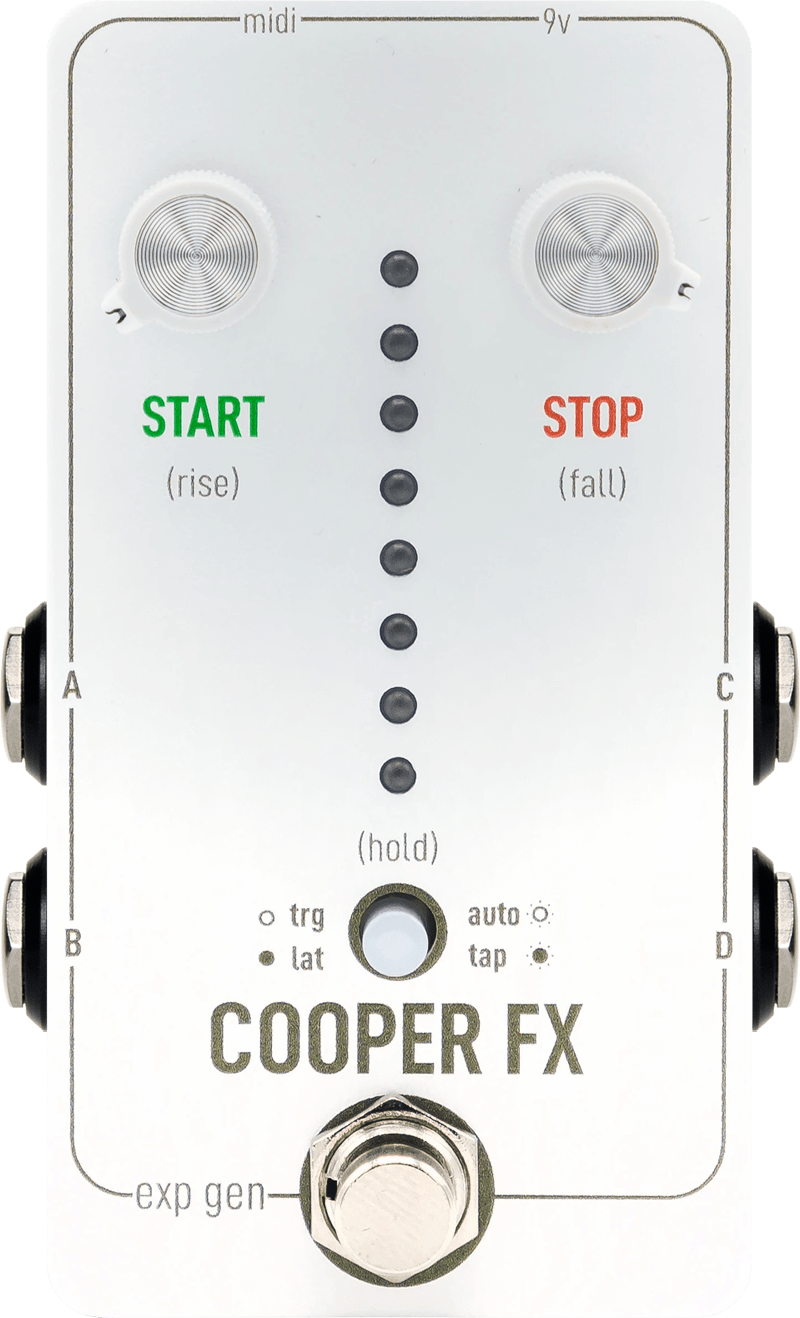 midi 9v
START STOP
(rise) (fall)
A C
(hold)
trg auto
lat tap
B D
COOPER FX
exp gen